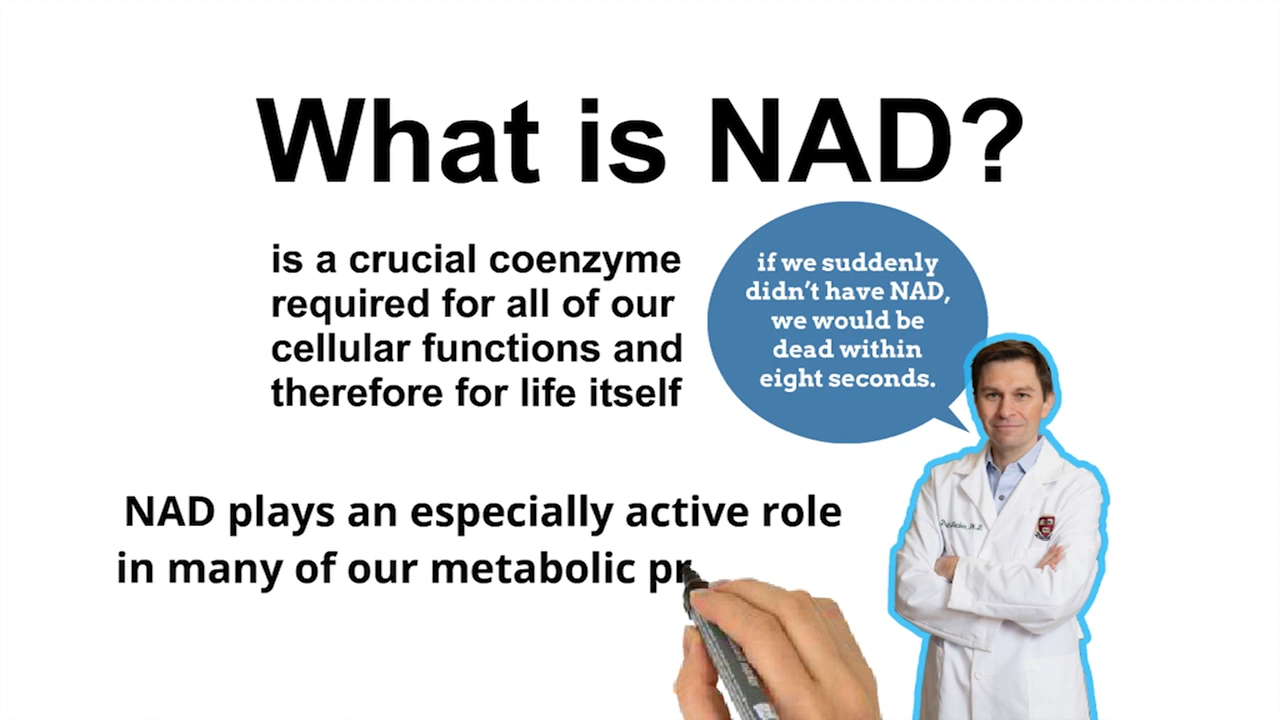 What is NAD?
is a crucial coenzyme
required for all of our
cellular functions and
therefore for life itself
if we suddenly
didn’t have NAD,
we would be
dead within
eight seconds.
NAD plays an especially active role
in many of our metabolic pr